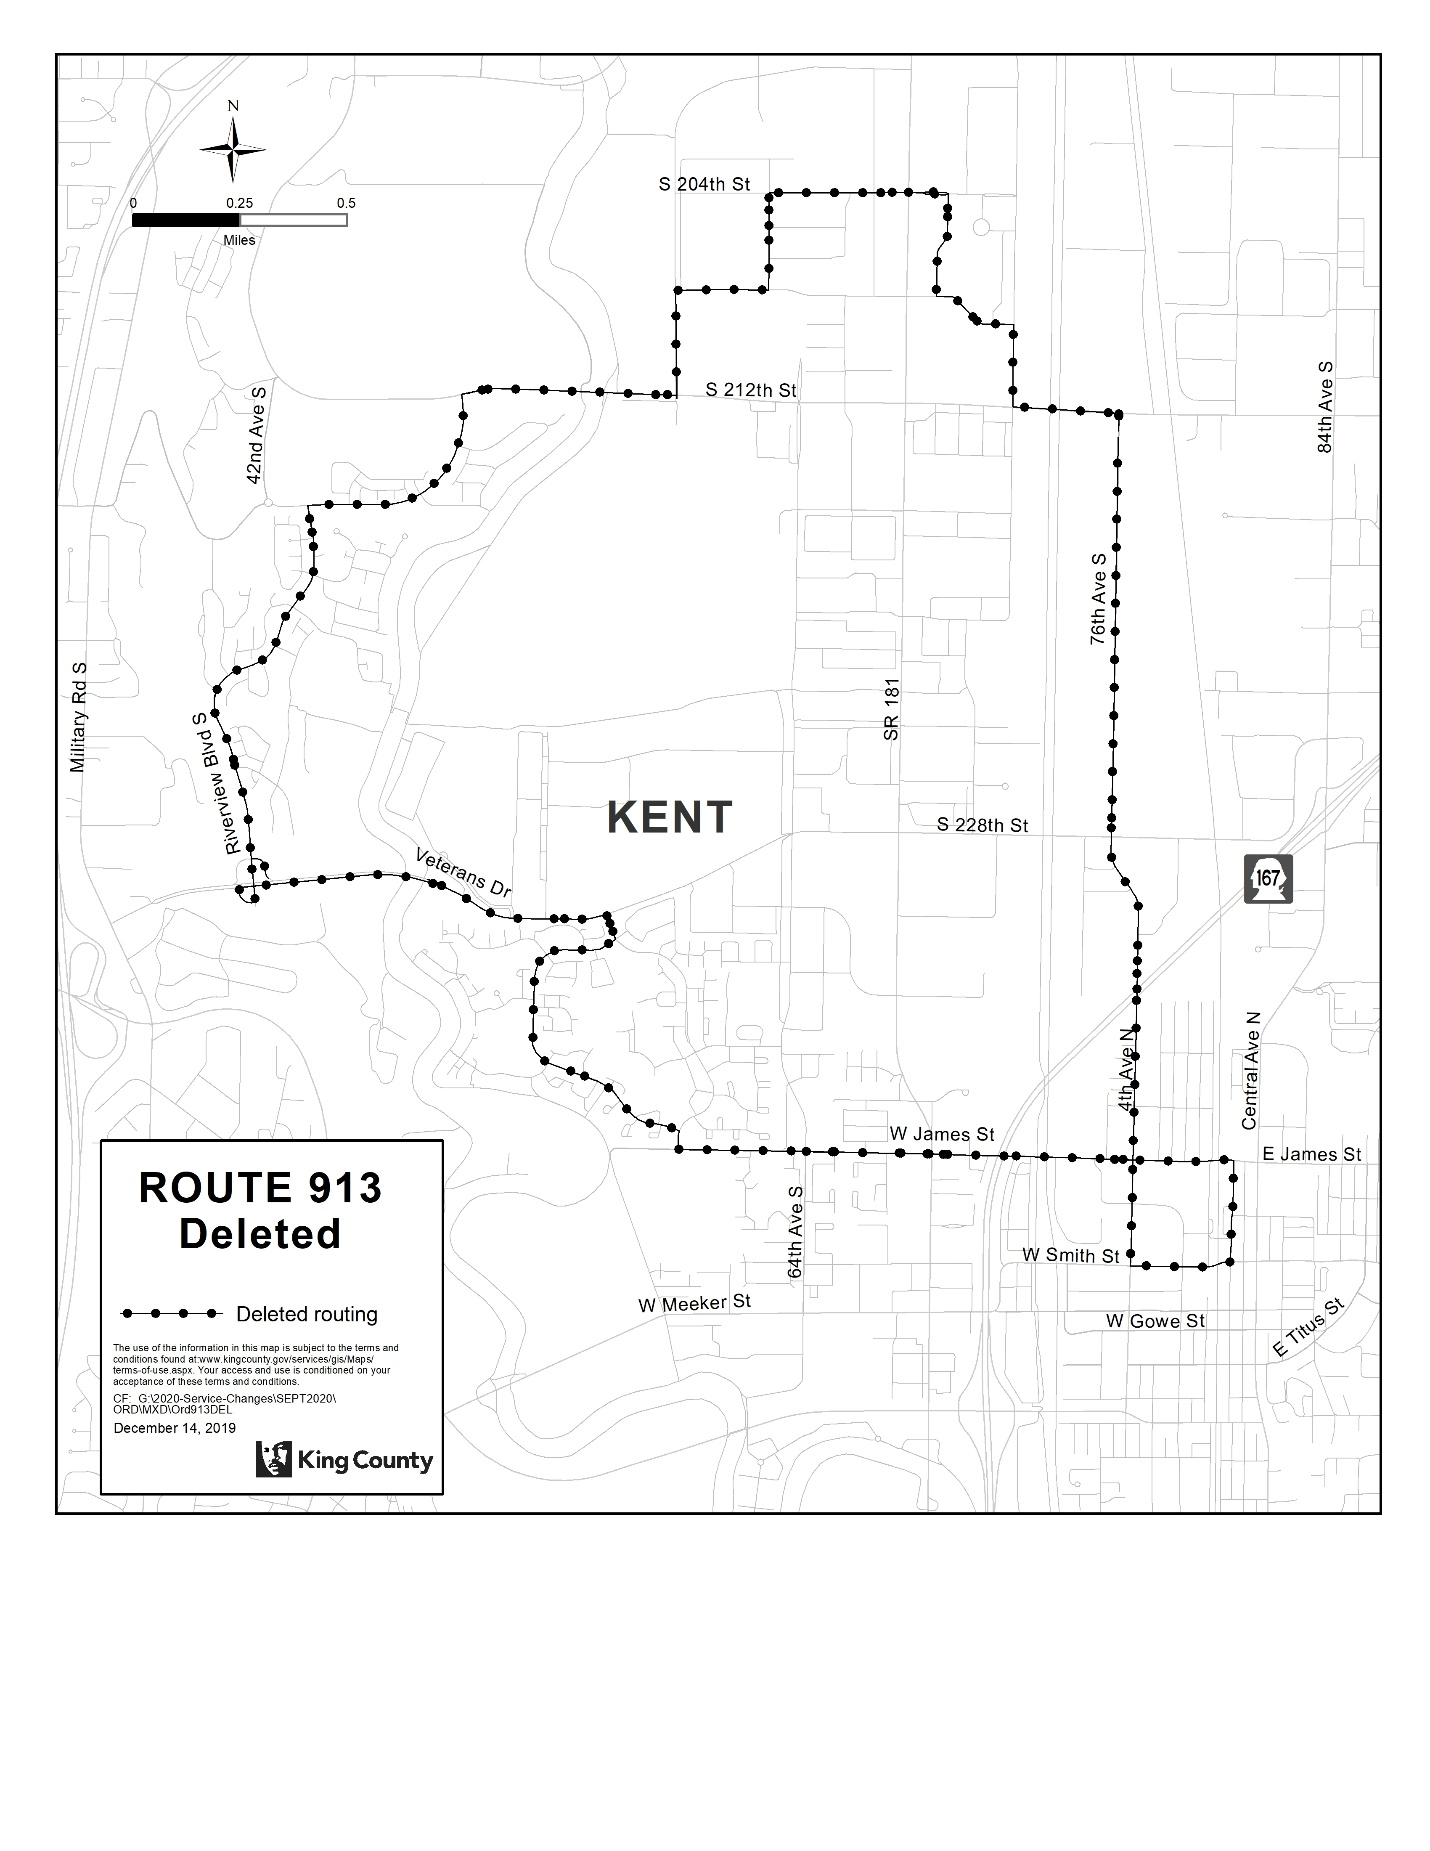 N
0 0.25 0.5
Miles
S 204th St
S 212th St
42nd Ave S
84th Ave S
76th Ave S
Military Rd S
SR 181
Riverview Blvd S
KENT
S 228th St
Veterans Dr
167
4th Ave N
Central Ave N
W James St
E James St
64th Ave S
W Smith St
W Meeker St
W Gowe St
E Titus St
ROUTE 913
Deleted
Deleted routing
The use of the information in this map is subject to the terms and
conditions found at:www.kingcounty.gov/services/gis/Maps/
terms-of-use.aspx. Your access and use is conditioned on your
acceptance of these terms and conditions.
CF: G:\2020-Service-Changes\SEPT2020\
ORD\MXD\Ord913DEL
December 14, 2019
King County